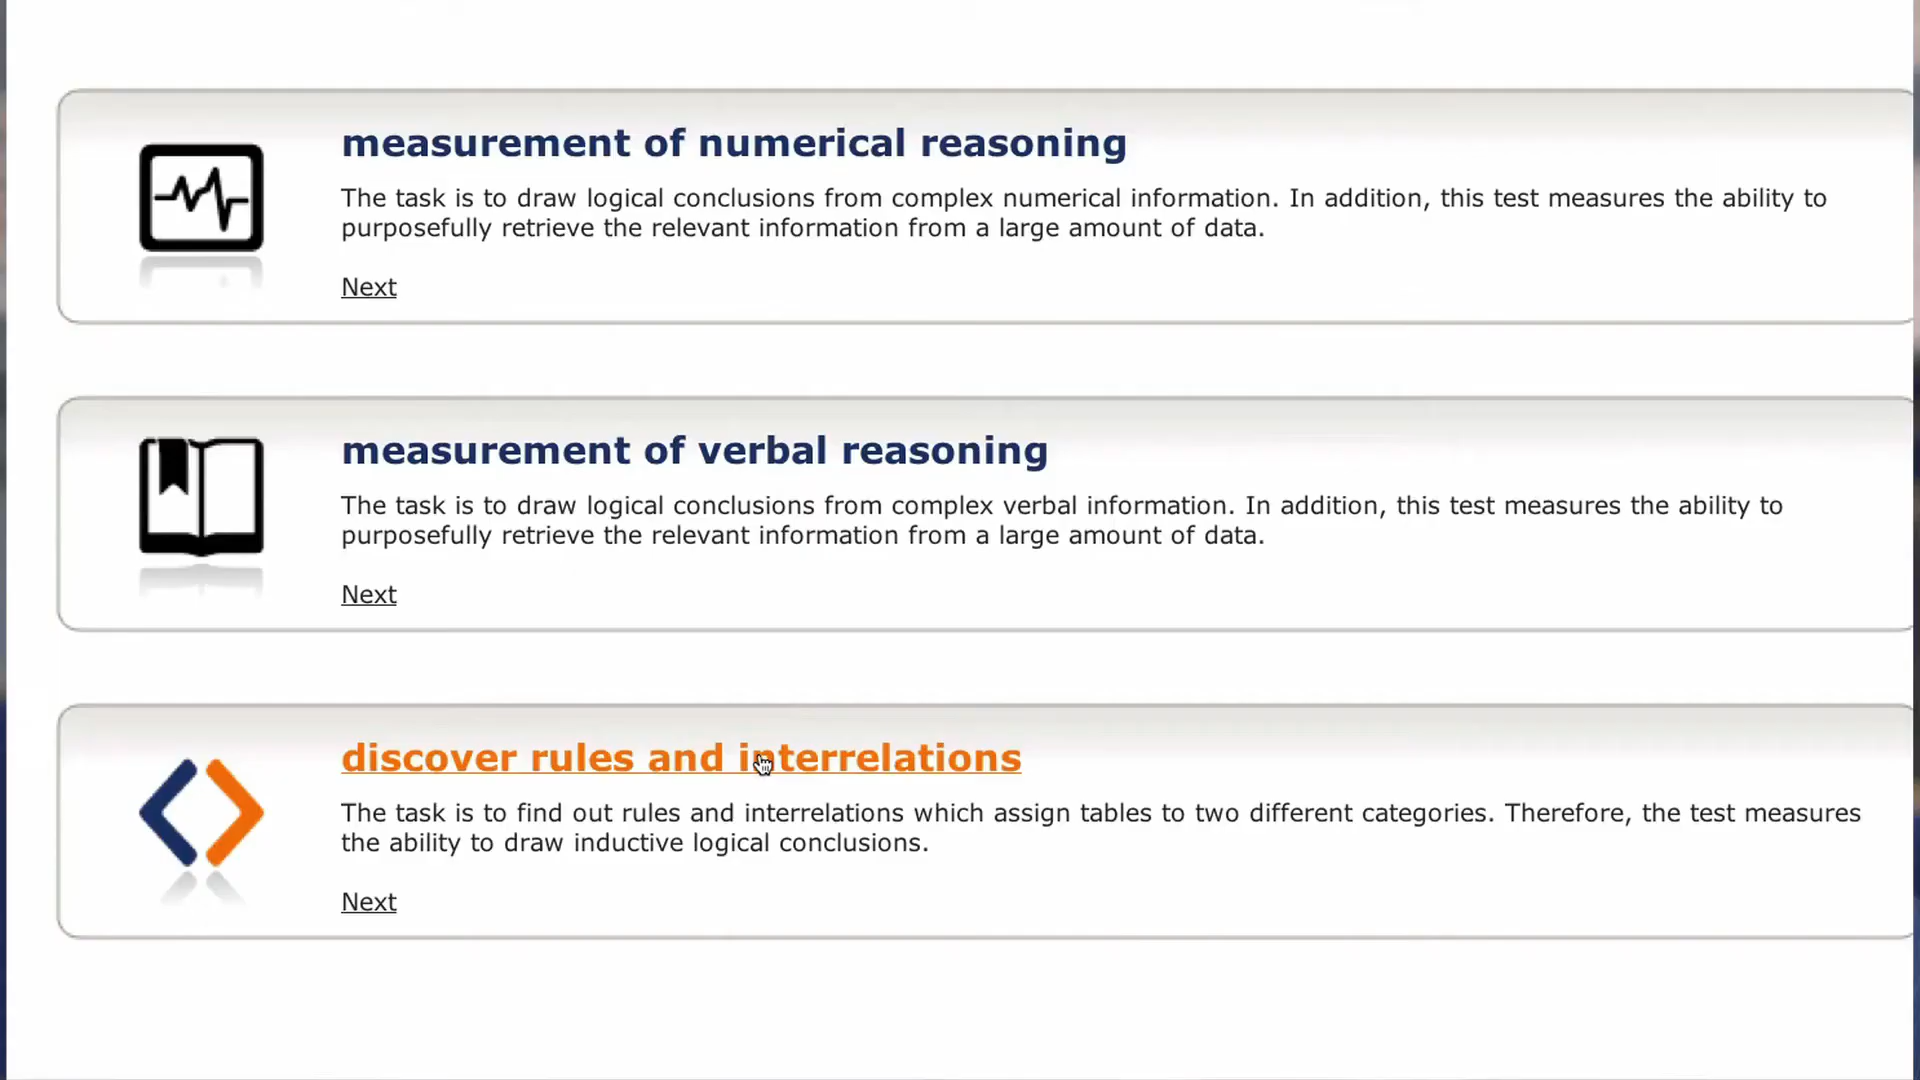 measurement of numerical reasoning
The task is to draw logical conclusions from complex numerical information. In addition, this test measures the ability to
purposefully retrieve the relevant information from a large amount of data.
Next
measurement of verbal reasoning
The task is to draw logical conclusions from complex verbal information. In addition, this test measures the ability to
purposefully retrieve the relevant information from a large amount of data.
Next
discover rules and interrelations
The task is to find out rules and interrelations which assign tables to two different categories. Therefore, the test measures
the ability to draw inductive logical conclusions.
Next